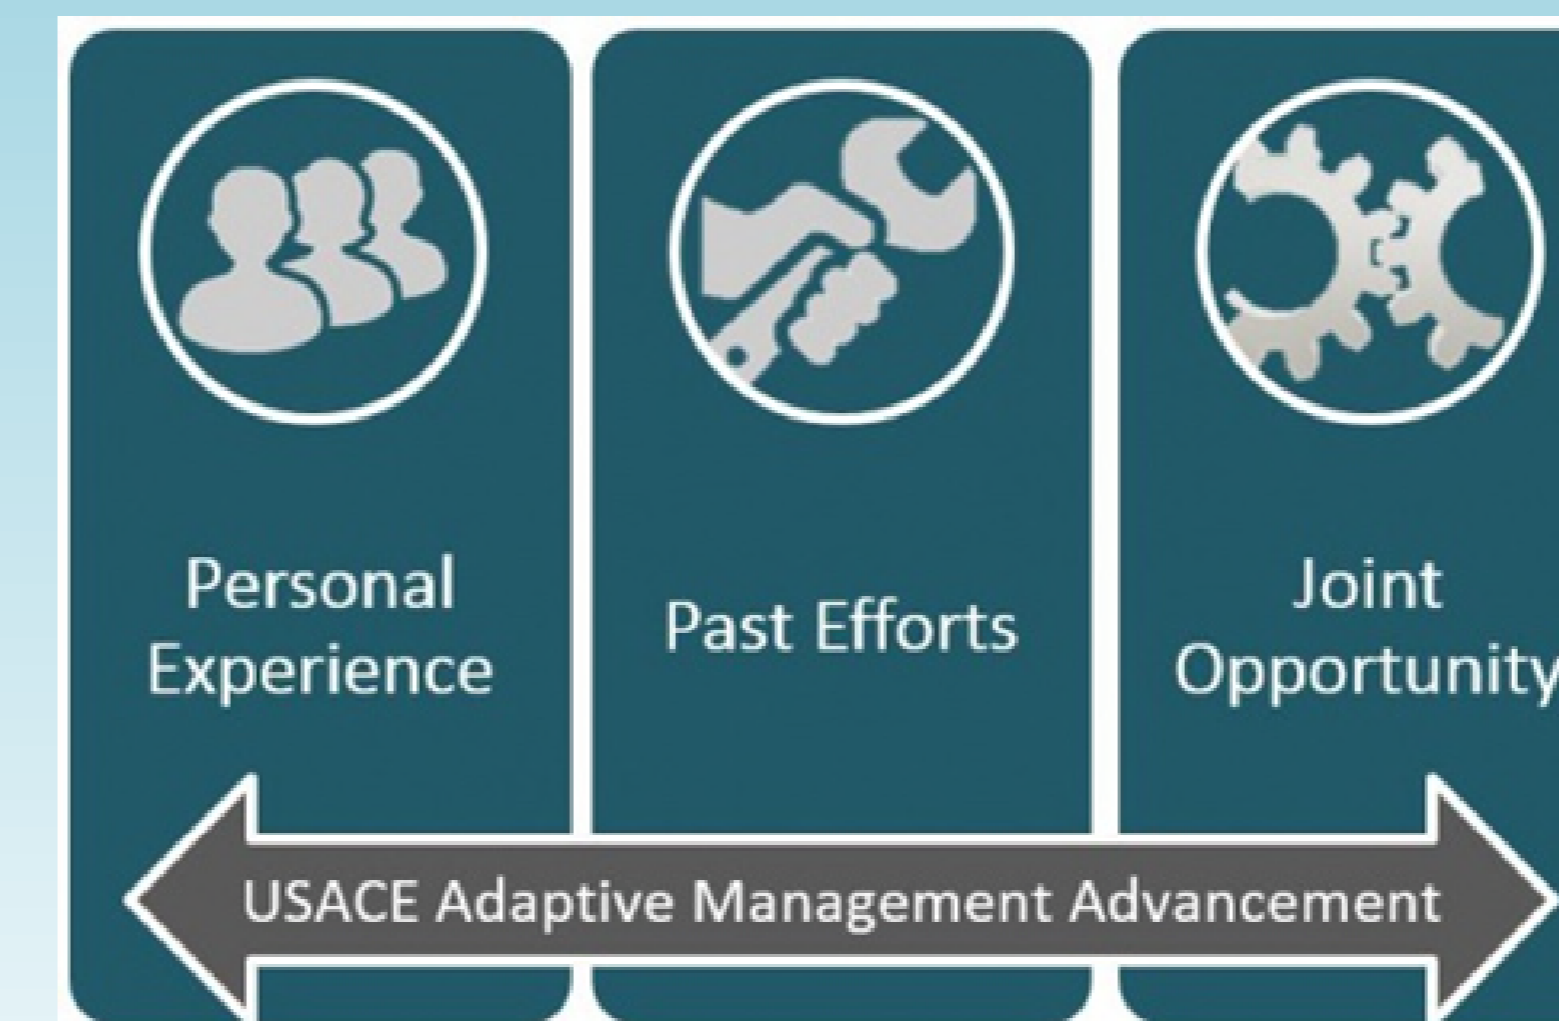 Personal
Experience
Past Efforts
Joint
Opportunity
USACE Adaptive Management Advancement